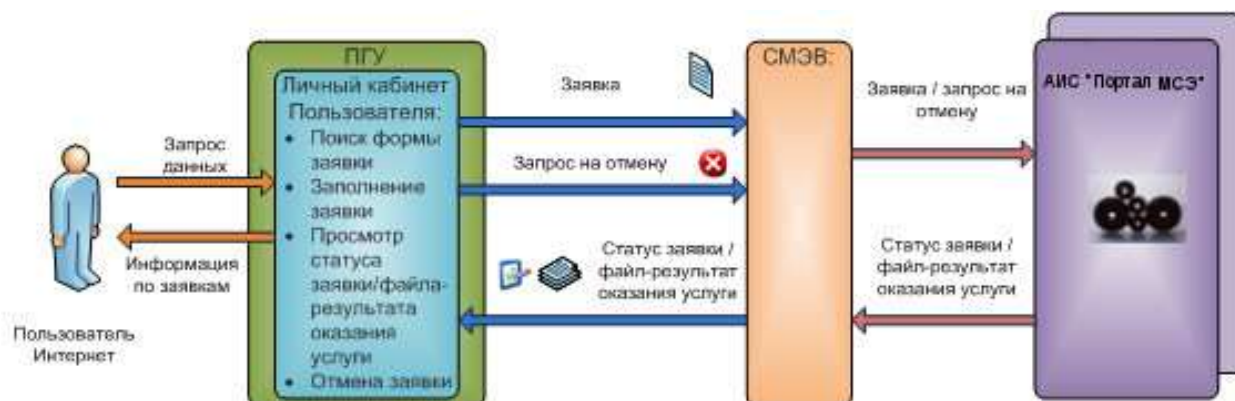 ПГУ
Личный кабинет
Пользователя:
• Поиск формы
заявки
• Заполнение
заявки
• Просмотр
статуса
заявки/файла-
результата
оказания
услуги
• Отмена заявки
Запрос
данных
Информация
по заявкам
Пользователь
Интернет
Заявка
Запрос на отмену
Статус заявки /
файл-результат
оказания услуги
СМЭВ:
Заявка / запрос на
отмену
Статус заявки /
файл-результат
оказания услуги
АИС "Портал МСЭ"